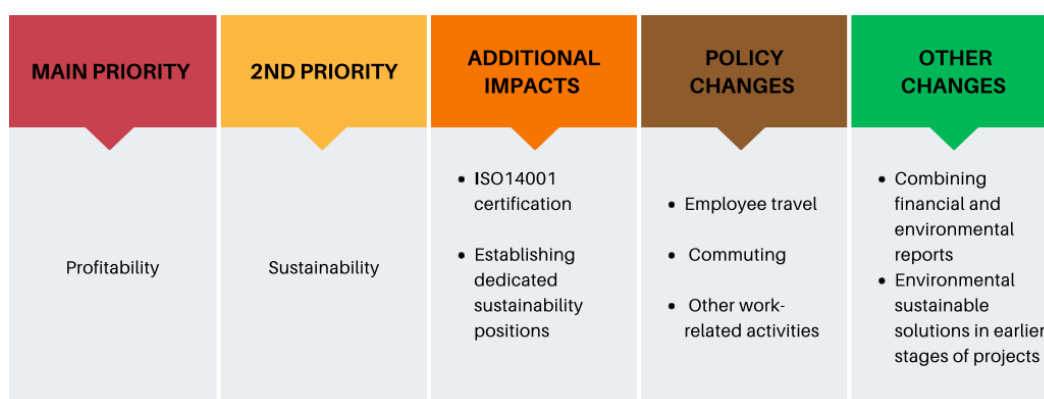 MAIN PRIORITY
Profitability
2ND PRIORITY
Sustainability
ADDITIONAL
IMPACTS
• ISO14001
certification
• Establishing
dedicated
sustainability
positions
POLICY
CHANGES
• Employee travel
• Commuting
• Other work-
related activities
OTHER
CHANGES
• Combining
financial and
environmental
reports
• Environmental
sustainable
solutions in earlier
stages of projects